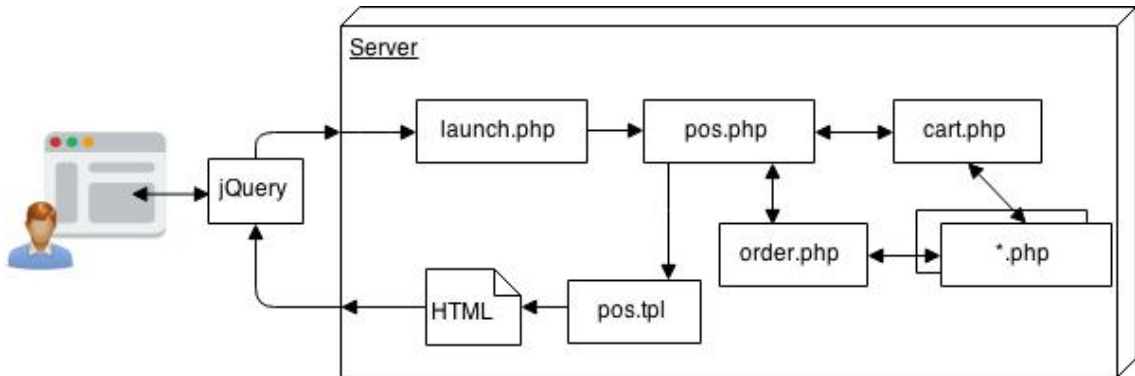 Server
launch.php
pos.php
cart.php
jQuery
order.php
*.php
HTML
pos.tpl